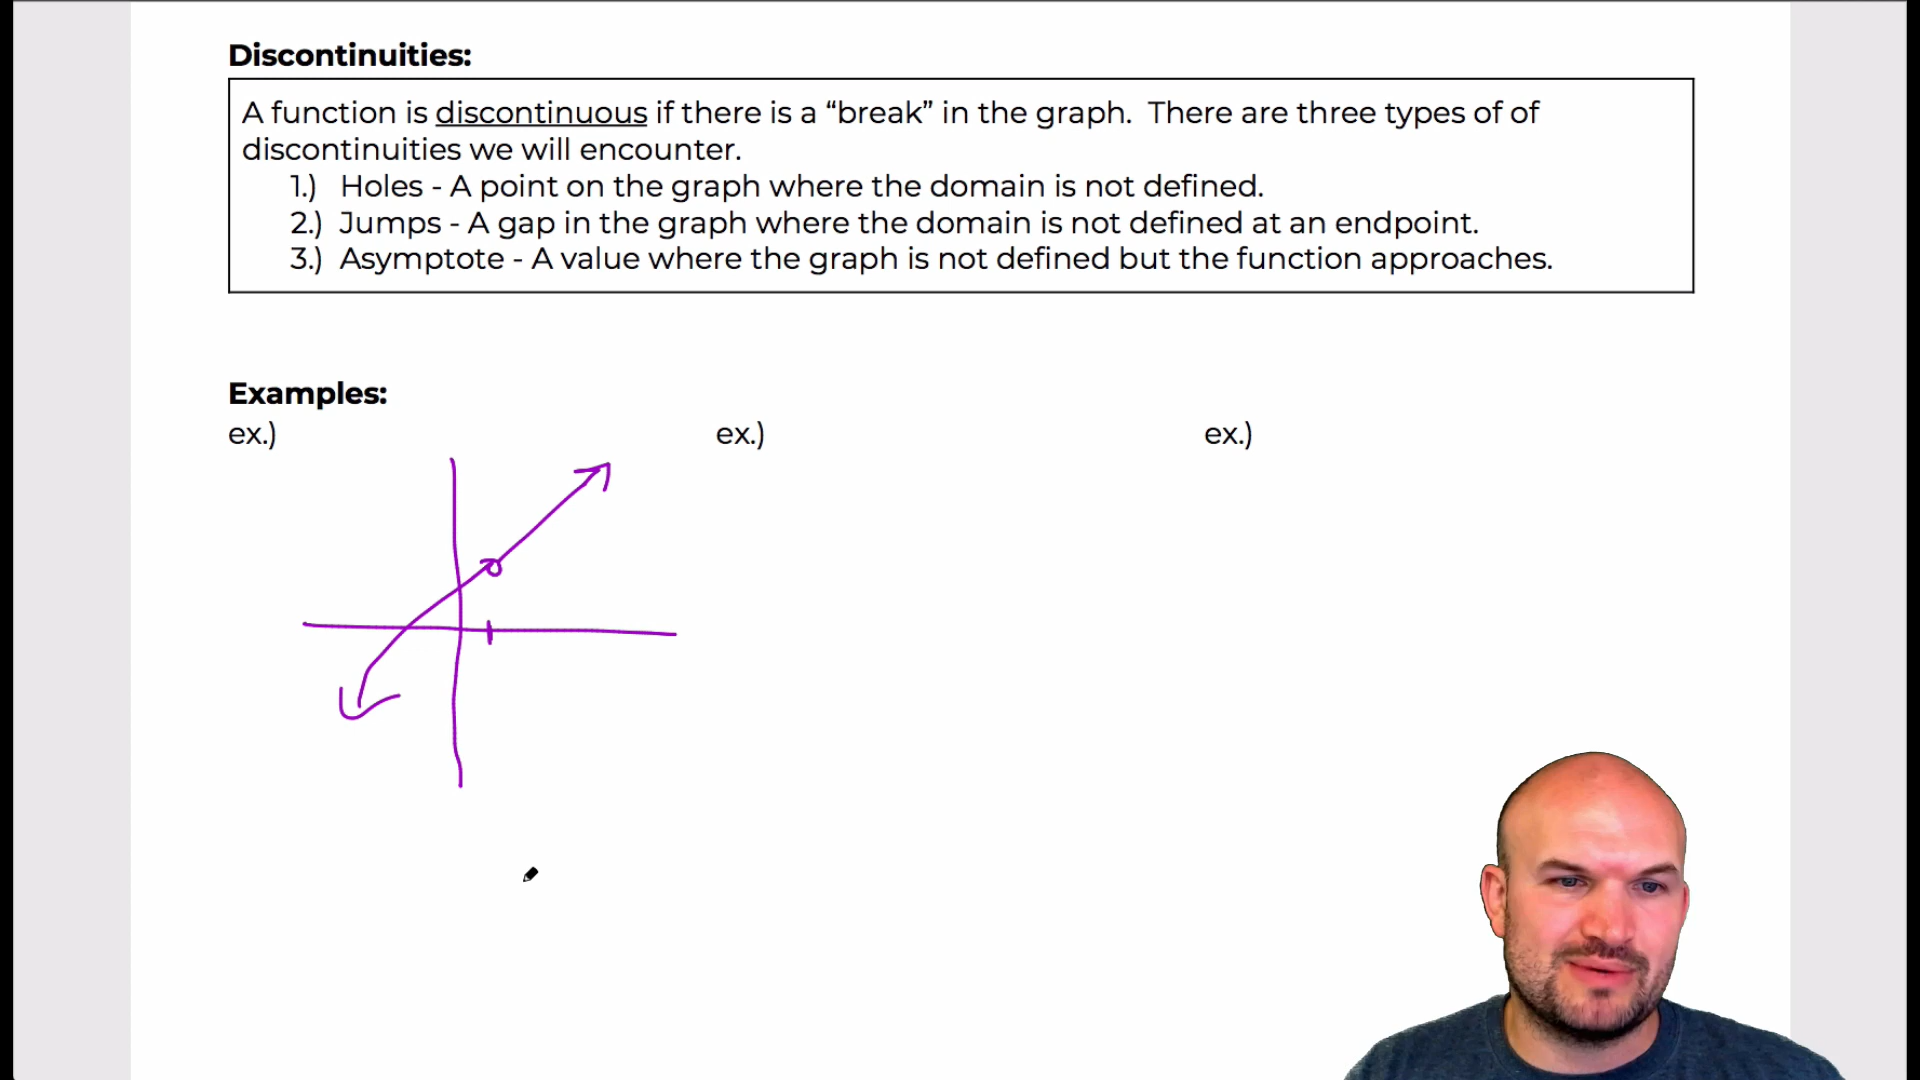 Discontinuities:
A function is discontinuous if there is a “break” in the graph.  There are three types of of
discontinuities we will encounter.
1.) Holes - A point on the graph where the domain is not defined.
2.) Jumps - A gap in the graph where the domain is not defined at an endpoint.
3.) Asymptote - A value where the graph is not defined but the function approaches.
Examples:
ex.) ex.) ex.)